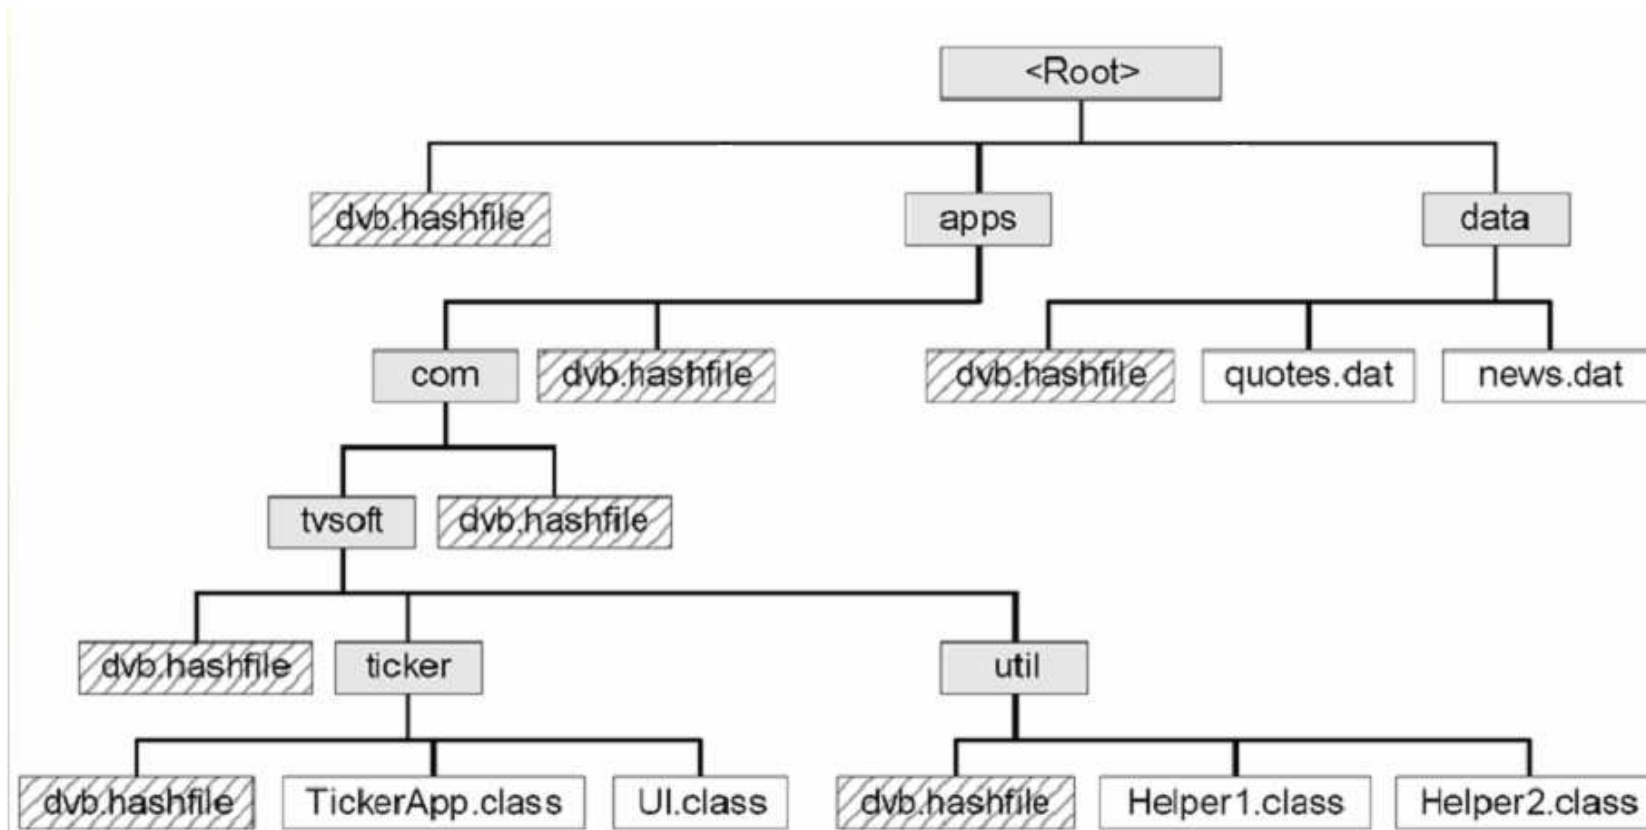 <Root>
dvb.hashfile
apps
data
com
dvb.hashfile
dvb.hashfile
quotes.dat
news.dat
tvsoft
dvb.hashfile
dvb.hashfile
ticker
util
dvb.hashfile
TickerApp.class
UI.class
dvb.hashfile
Helper1.class
Helper2.class